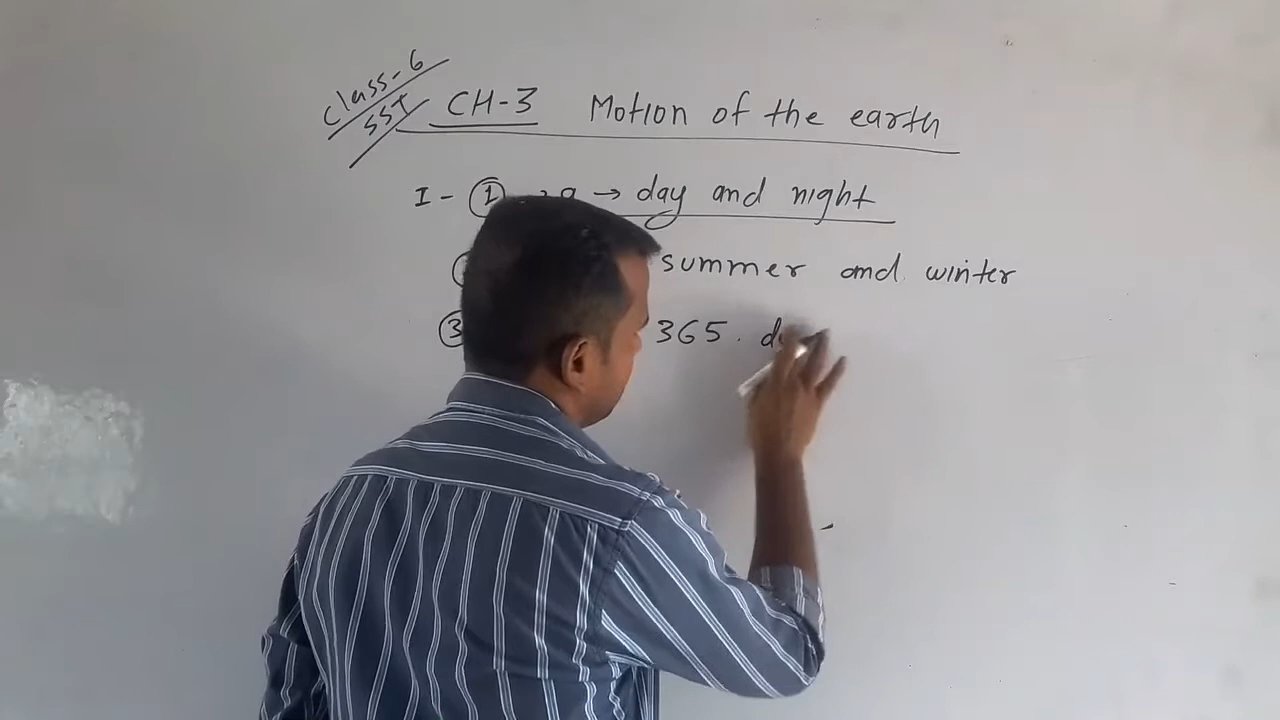 Class-6
SST
CH-3 Motion of the earth
I - ① → a → day and night
summer and winter
③ 365. d